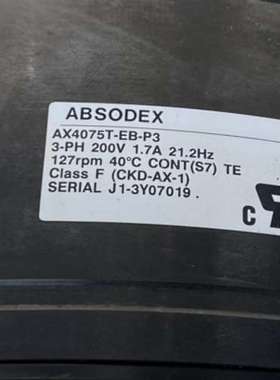 ABSODEX
AX4075T-EB-P3
3-PH 200V 1.7A 21.2Hz
127rpm 40°C CONT(S7) TE
Class F (CKD-AX-1)
SERIAL J1-3Y07019 .
C